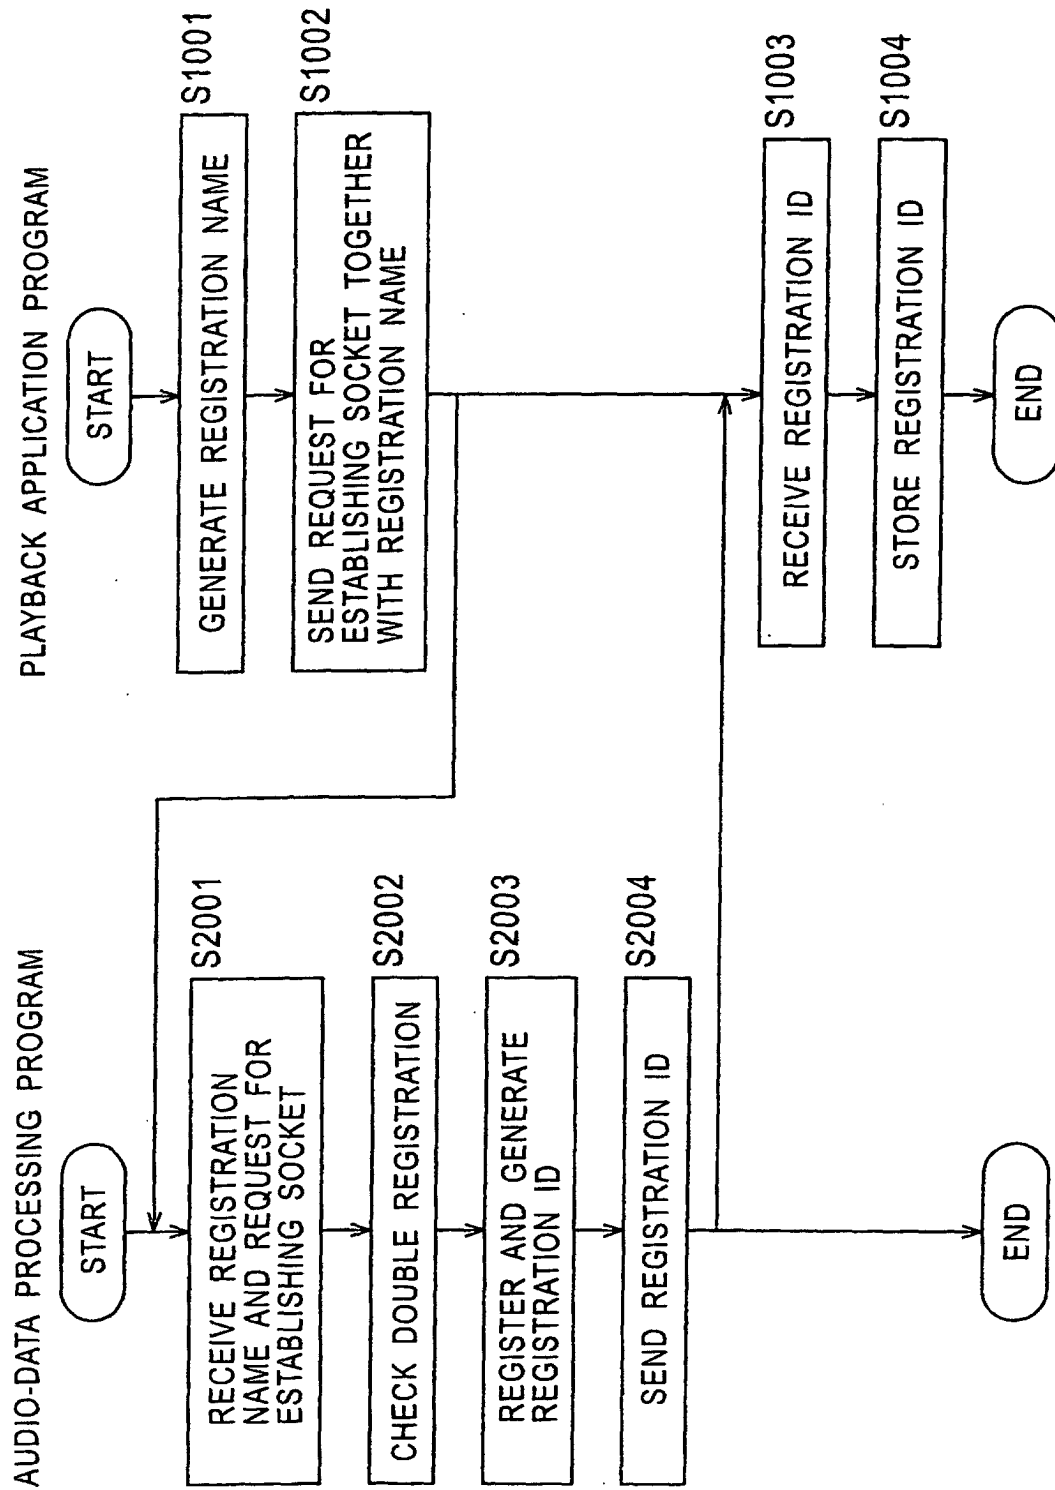 AUDIO-DATA PROCESSING PROGRAM
START
RECEIVE REGISTRATION
NAME AND REQUEST FOR
ESTABLISHING SOCKET
S2001
CHECK DOUBLE REGISTRATION
S2002
REGISTER AND GENERATE
REGISTRATION ID
S2003
SEND REGISTRATION ID
S2004
END
PLAYBACK APPLICATION PROGRAM
START
GENERATE REGISTRATION NAME
S1001
SEND REQUEST FOR
ESTABLISHING SOCKET TOGETHER
WITH REGISTRATION NAME
S1002
RECEIVE REGISTRATION ID
S1003
STORE REGISTRATION ID
S1004
END